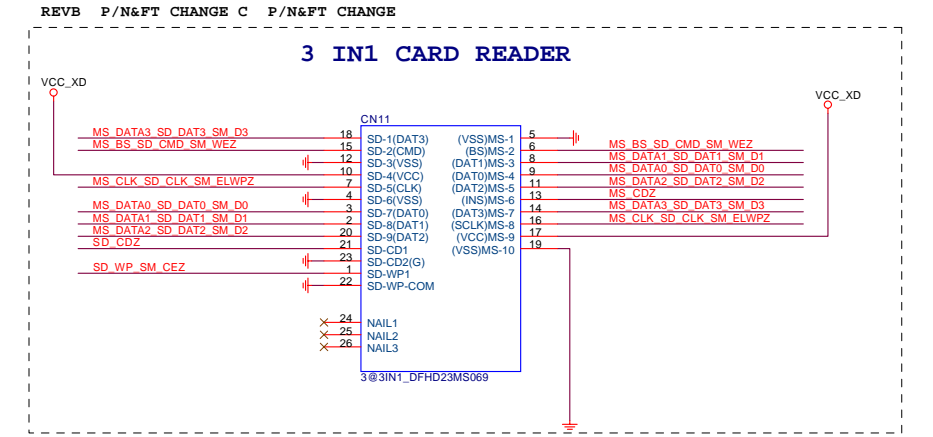 REVB P/N&FT CHANGE C P/N&FT CHANGE
3 IN1 CARD READER
VCC_XD
VCC_XD
CN11
MS_DATA3_SD_DAT3_SM_D3 18 SD-1(DAT3) (VSS)MS-1 5
MS_BS_SD_CMD_SM_WEZ 15 SD-2(CMD) (BS)MS-2 6 MS_BS_SD_CMD_SM_WEZ
12 SD-3(VSS) (DAT1)MS-3 8 MS_DATA1_SD_DAT1_SM_D1
10 SD-4(VCC) (DAT0)MS-4 9 MS_DATA0_SD_DAT0_SM_D0
MS_CLK_SD_CLK_SM_ELWPZ 7 SD-5(CLK) (DAT2)MS-5 11 MS_DATA2_SD_DAT2_SM_D2
4 SD-6(VSS) (INS)MS-6 13 MS_CDZ
MS_DATA0_SD_DAT0_SM_D0 3 SD-7(DAT0) (DAT3)MS-7 14 MS_DATA3_SD_DAT3_SM_D3
MS_DATA1_SD_DAT1_SM_D1 2 SD-8(DAT1) (SCLK)MS-8 16 MS_CLK_SD_CLK_SM_ELWPZ
MS_DATA2_SD_DAT2_SM_D2 20 SD-9(DAT2) (VCC)MS-9 17
SD_CDZ 21 SD-CD1 (VSS)MS-10 19
23 SD-CD2(G)
SD_WP_SM_CEZ 1 SD-WP1
22 SD-WP-COM
24 NAIL1
25 NAIL2
26 NAIL3
3@3IN1_DFHD23MS069